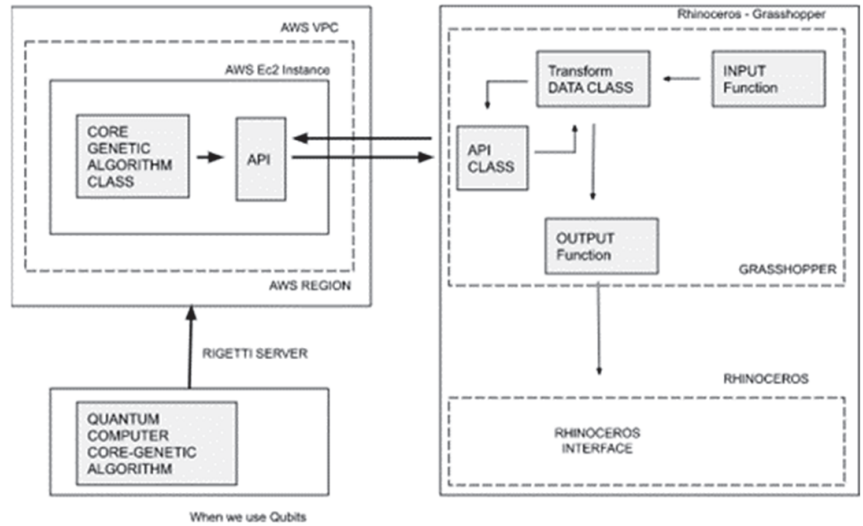 AWS VPC
AWS Ec2 Instance
CORE
GENETIC
ALGORITHM
CLASS
API
AWS REGION
RIGETTI SERVER
QUANTUM
COMPUTER
CORE-GENETIC
ALGORITHM
When we use Qubits
Rhinoceros - Grasshopper
Transform
DATA CLASS
INPUT
Function
API
CLASS
OUTPUT
Function
GRASSHOPPER
RHINOCEROS
RHINOCEROS
INTERFACE